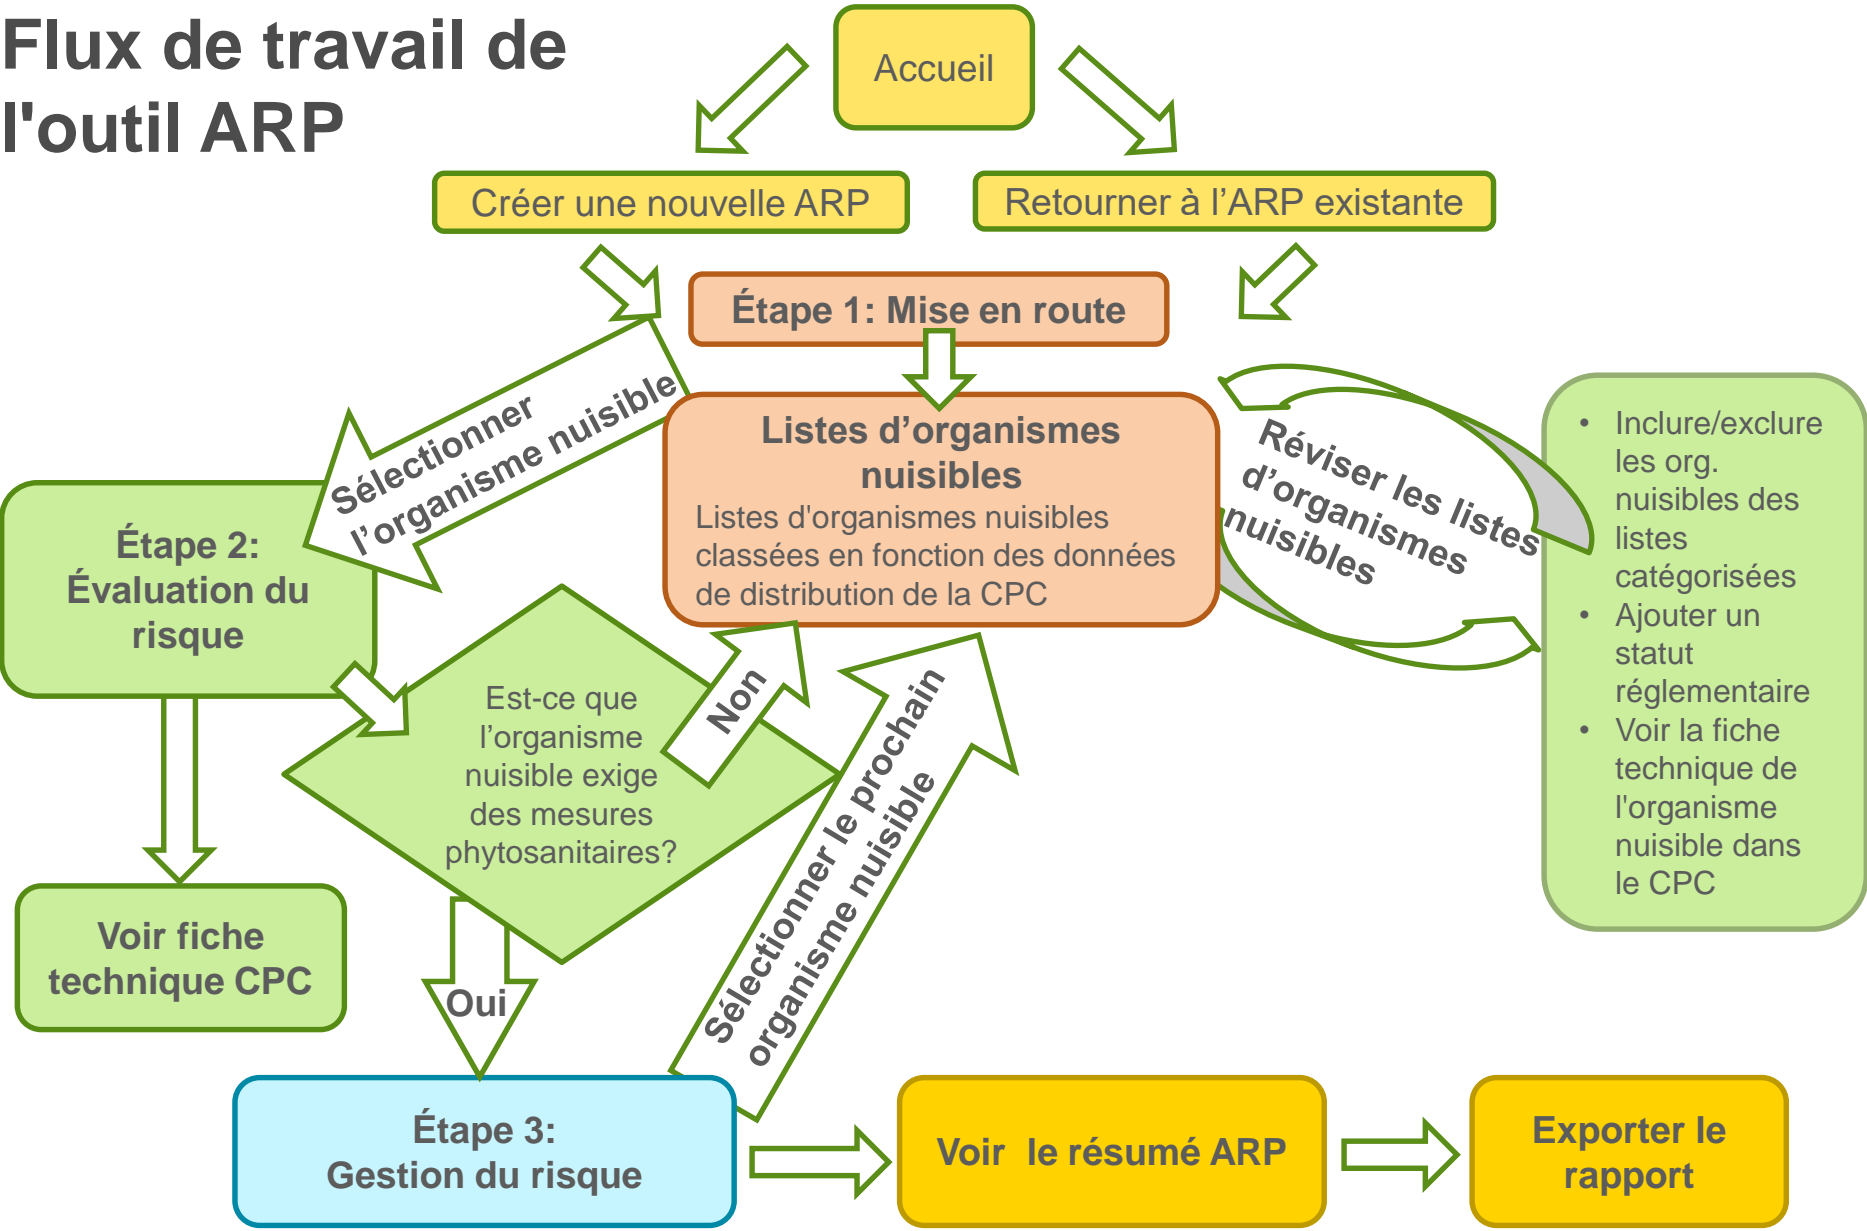 Flux de travail de
l'outil ARP
Accueil
Créer une nouvelle ARP
Retourner à l’ARP existante
Étape 1: Mise en route
Sélectionner
l’organisme nuisible
Listes d’organismes
nuisibles
Listes d'organismes nuisibles
classées en fonction des données
de distribution de la CPC
Réviser les listes
d’organismes
nuisibles
• Inclure/exclure
les org.
nuisibles des
listes
catégorisées
• Ajouter un
statut
réglementaire
• Voir la fiche
technique de
l'organisme
nuisible dans
le CPC
Étape 2:
Évaluation du
risque
Est-ce que
l’organisme
nuisible exige
des mesures
phytosanitaires?
Non
Sélectionner le prochain
organisme nuisible
Voir fiche
technique CPC
Oui
Étape 3:
Gestion du risque
Voir le résumé ARP
Exporter le
rapport